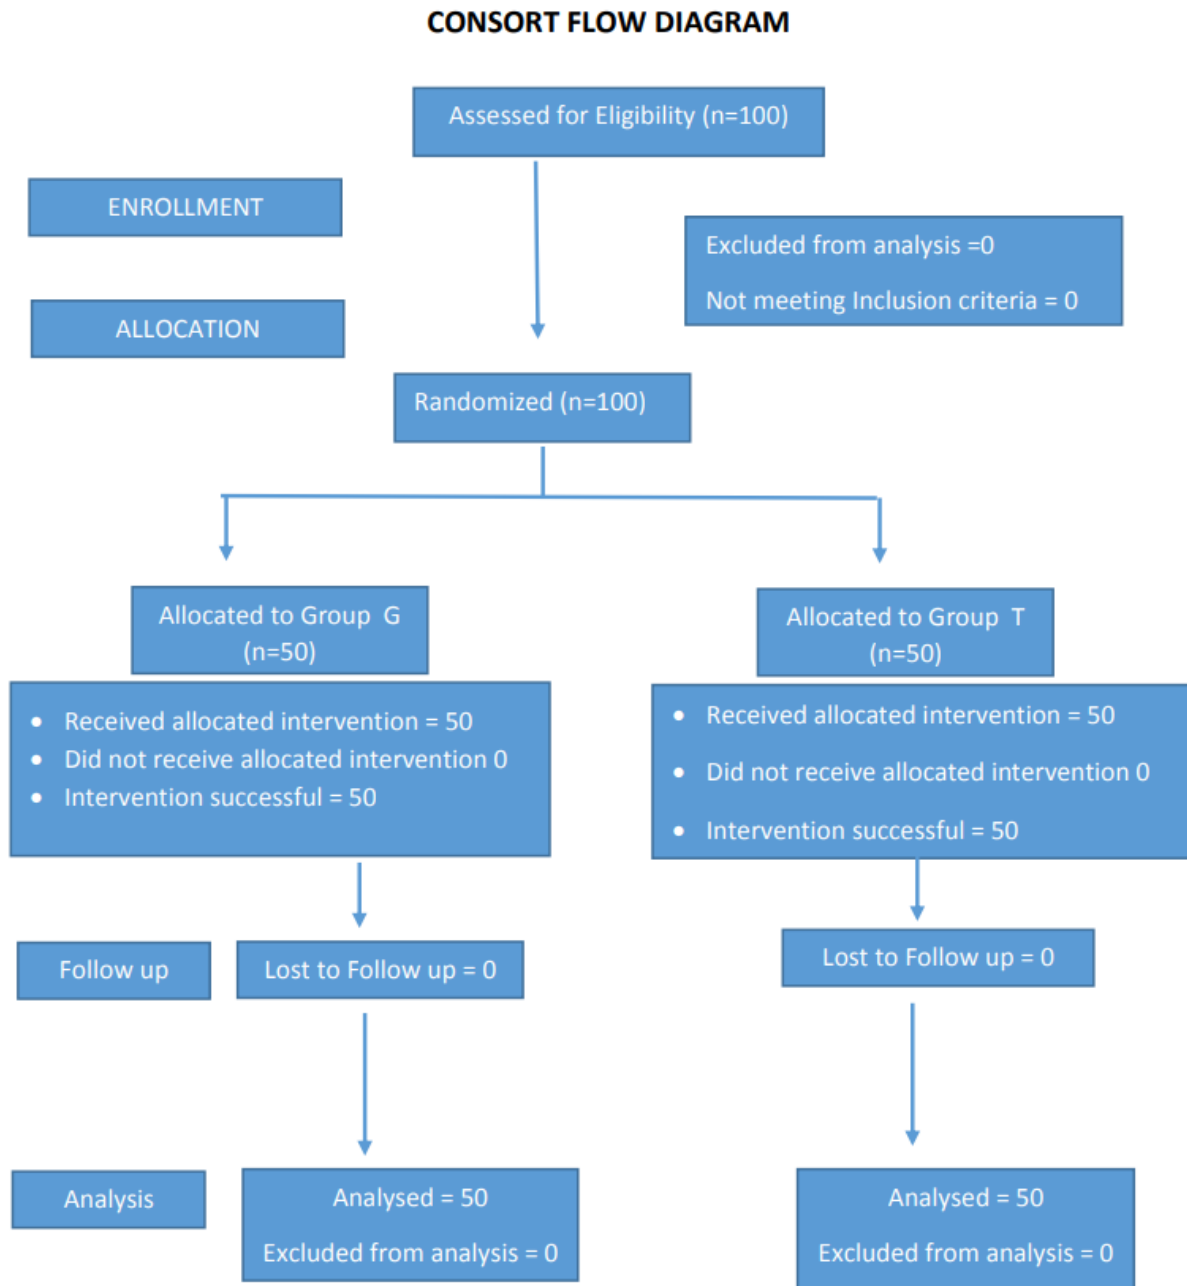 CONSORT FLOW DIAGRAM
Assessed for Eligibility (n=100)
ENROLLMENT
Excluded from analysis =0
Not meeting Inclusion criteria = 0
ALLOCATION
Randomized (n=100)
Allocated to Group G
(n=50)
Allocated to Group T
(n=50)
• Received allocated intervention = 50
• Did not receive allocated intervention 0
• Intervention successful = 50
• Received allocated intervention = 50
• Did not receive allocated intervention 0
• Intervention successful = 50
Follow up
Lost to Follow up = 0
Lost to Follow up = 0
Analysis
Analysed = 50
Excluded from analysis = 0
Analysed = 50
Excluded from analysis = 0